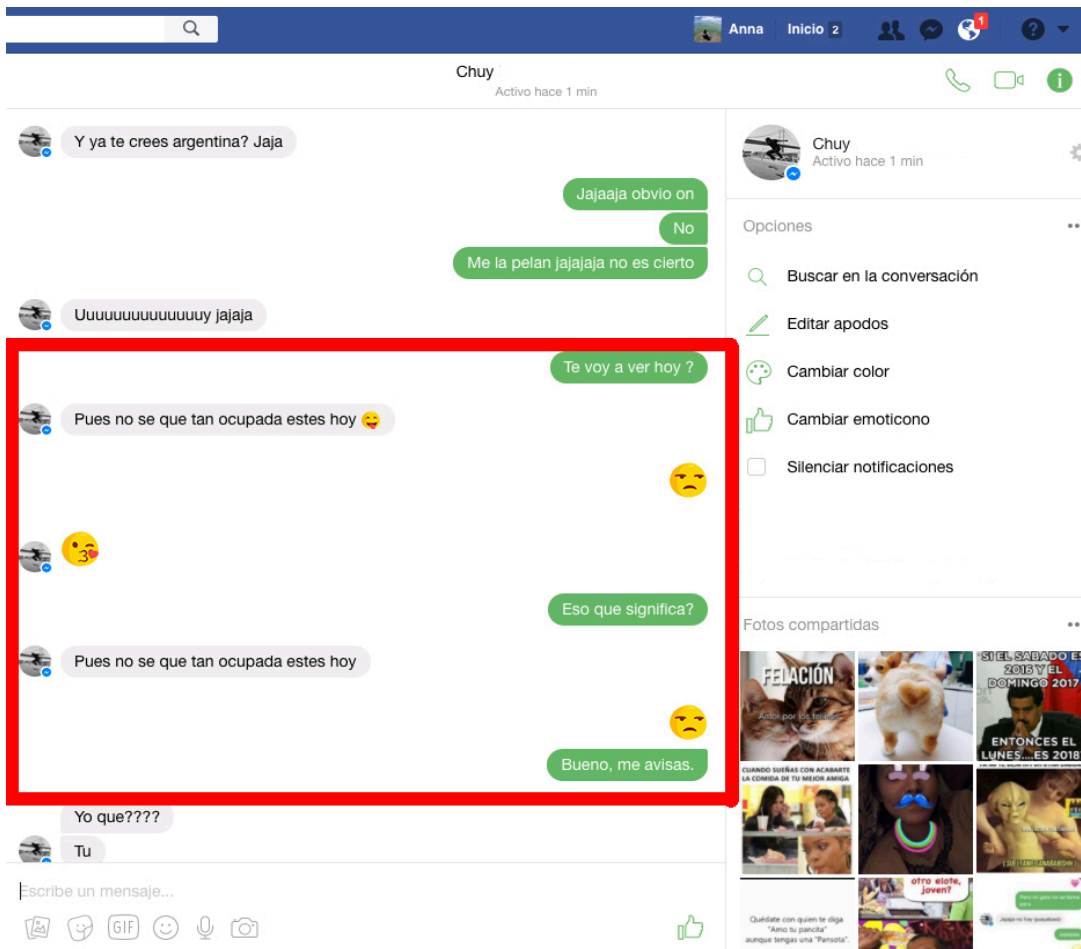 Anna Inicio 2 1
Chuy
Activo hace 1 min
Y ya te crees argentina? Jaja
Jajaaja obvio on
No
Me la pelan jajajaja no es cierto
Uuuuuuuuuuuuuuy jajaja
Te voy a ver hoy ?
Pues no se que tan ocupada estes hoy
Eso que significa?
Pues no se que tan ocupada estes hoy
Bueno, me avisas.
Yo que????
Tu
Escribe un mensaje...
GIF
Chuy
Activo hace 1 min
Opciones
Buscar en la conversación
Editar apodos
Cambiar color
Cambiar emoticono
Silenciar notificaciones
Fotos compartidas
FELACIÓN
Amor por los felinos
SI EL SABADO ES
2016 Y EL
DOMINGO 2017
ENTONCES EL
LUNES....ES 2018
CUANDO SUEÑAS CON ACABARTE
LA COMIDA DE TU MEJOR AMIGA
Quédate con quien te diga
"Amo tu pancita"
aunque tengas una "Pansota".
otro elote,
joven?